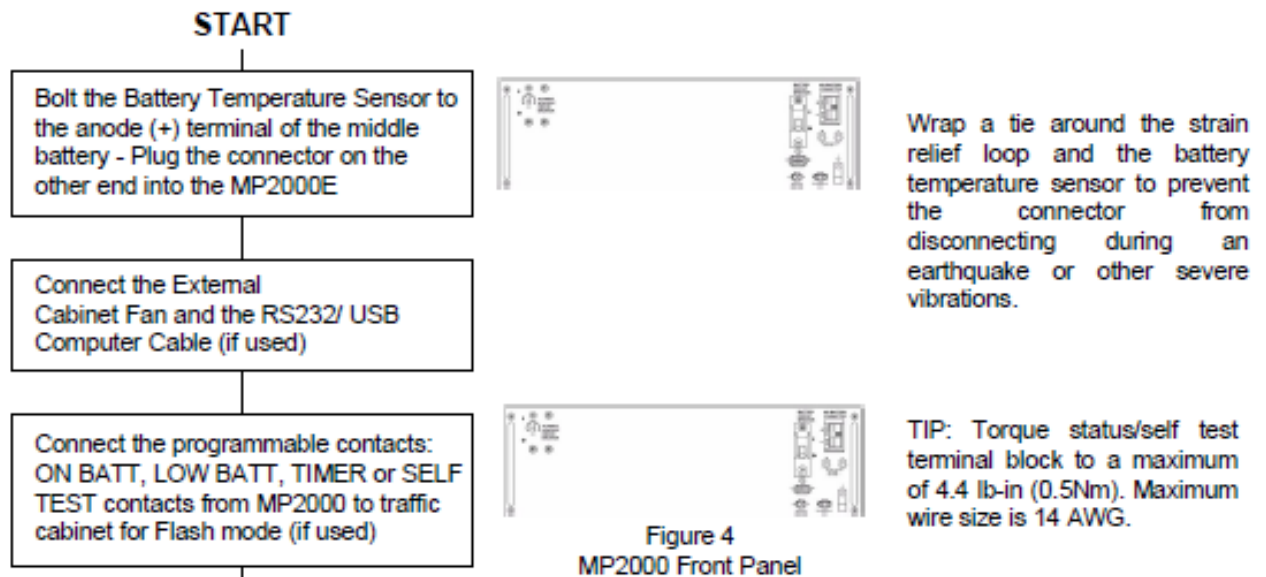 START
Bolt the Battery Temperature Sensor to
the anode (+) terminal of the middle
battery - Plug the connector on the
other end into the MP2000E
Wrap a tie around the strain
relief loop and the battery
temperature sensor to prevent
the connector from
disconnecting during an
earthquake or other severe
vibrations.
Connect the External
Cabinet Fan and the RS232/ USB
Computer Cable (if used)
Connect the programmable contacts:
ON BATT, LOW BATT, TIMER or SELF
TEST contacts from MP2000 to traffic
cabinet for Flash mode (if used)
Figure 4
MP2000 Front Panel
TIP: Torque status/self test
terminal block to a maximum
of 4.4 lb-in (0.5Nm). Maximum
wire size is 14 AWG.